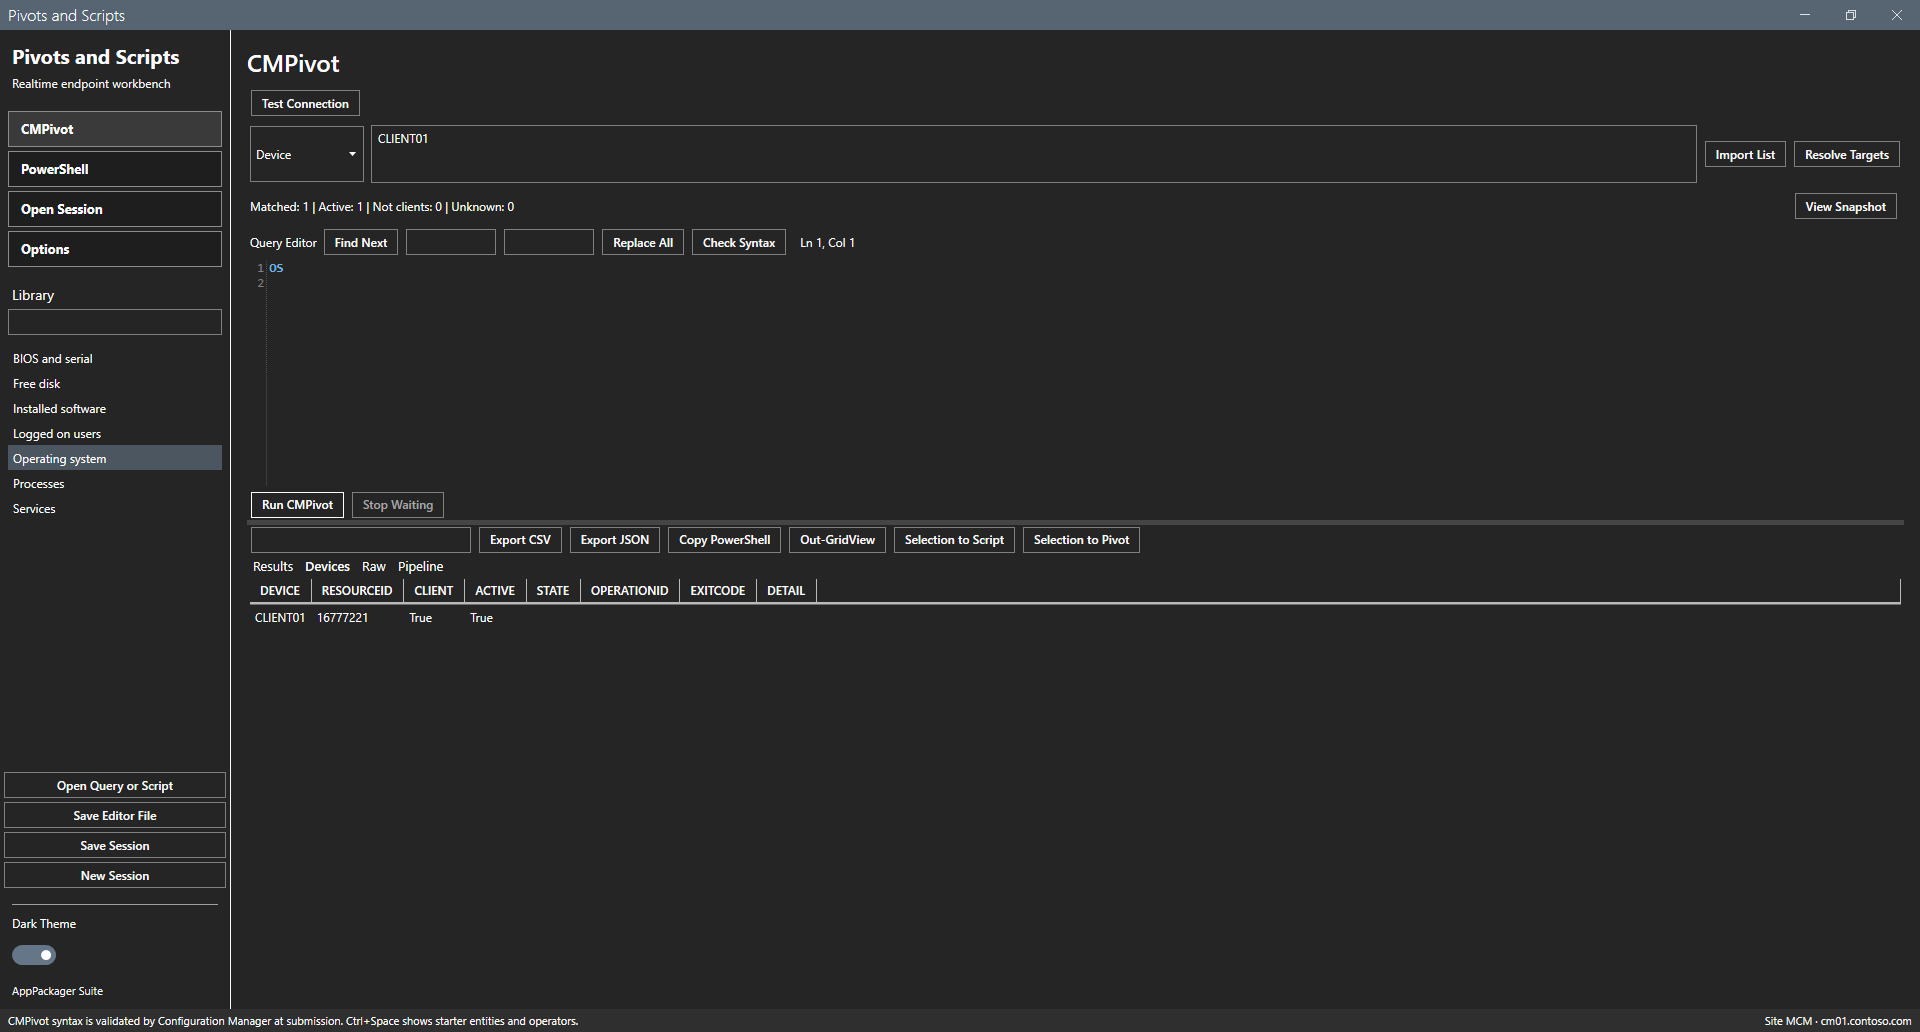 Pivots and Scripts
Pivots and Scripts
Realtime endpoint workbench
CMPivot
PowerShell
Open Session
Options
Library
BIOS and serial
Free disk
Installed software
Logged on users
Operating system
Processes
Services
Open Query or Script
Save Editor File
Save Session
New Session
Dark Theme
AppPackager Suite
CMPivot
Test Connection
Device
CLIENT01
Import List
Resolve Targets
Matched: 1 | Active: 1 | Not clients: 0 | Unknown: 0
View Snapshot
Query Editor
Find Next
Replace All
Check Syntax
Ln 1, Col 1
1 OS
2
Run CMPivot
Stop Waiting
Export CSV
Export JSON
Copy PowerShell
Out-GridView
Selection to Script
Selection to Pivot
Results Devices Raw Pipeline
DEVICE RESOURCEID CLIENT ACTIVE STATE OPERATIONID EXITCODE DETAIL
CLIENT01 16777221 True True
CMPivot syntax is validated by Configuration Manager at submission. Ctrl+Space shows starter entities and operators.
Site MCM · cm01.contoso.com